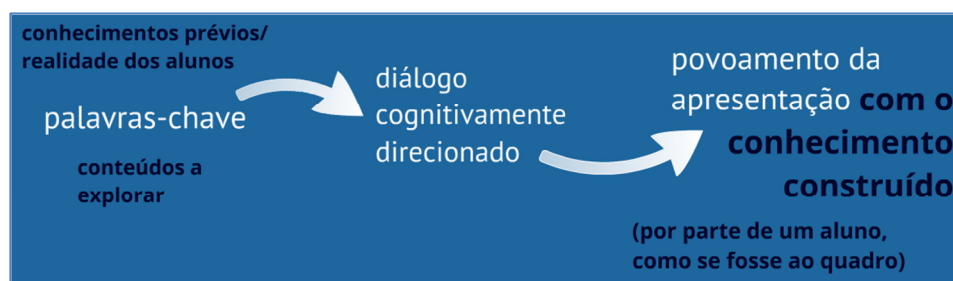 conhecimentos prévios/
realidade dos alunos
palavras-chave
conteúdos a
explorar
diálogo
cognitivamente
direcionado
povoamento da
apresentação com o
conhecimento
construído
(por parte de um aluno,
como se fosse ao quadro)